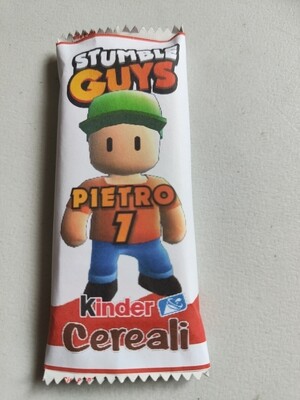 STUMBLE
GUYS
PIETRO
7
Kinder
Cereali